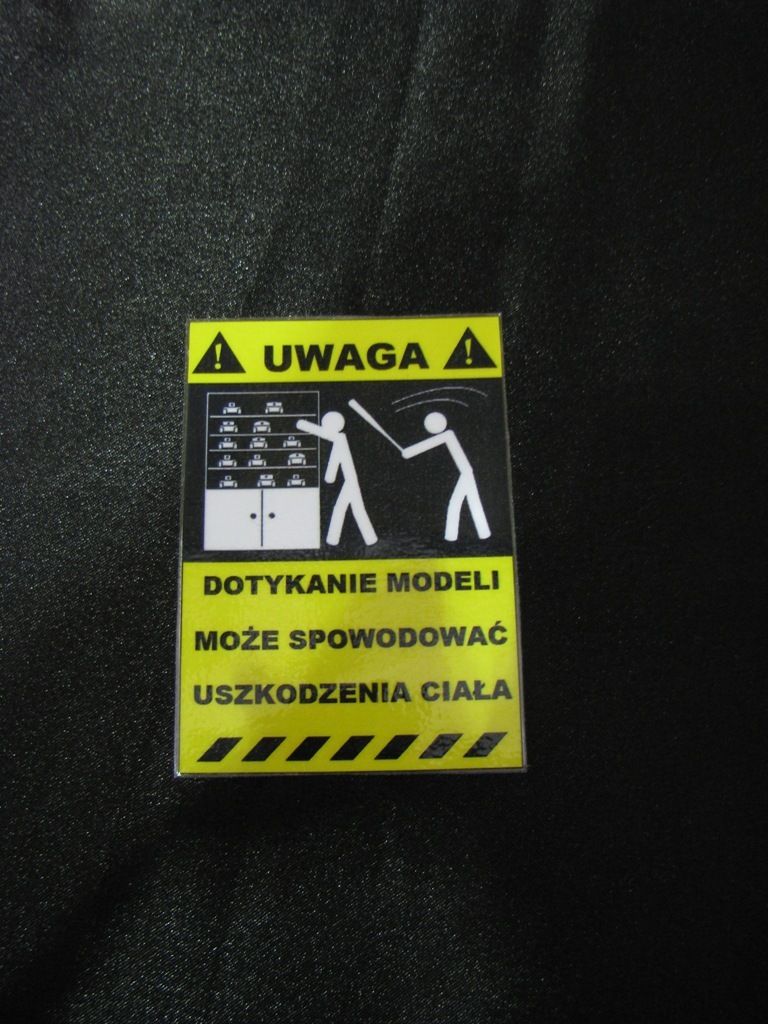 UWAGA
DOTYKANIE MODELI
MOŻE SPOWODOWAĆ
USZKODZENIA CIAŁA